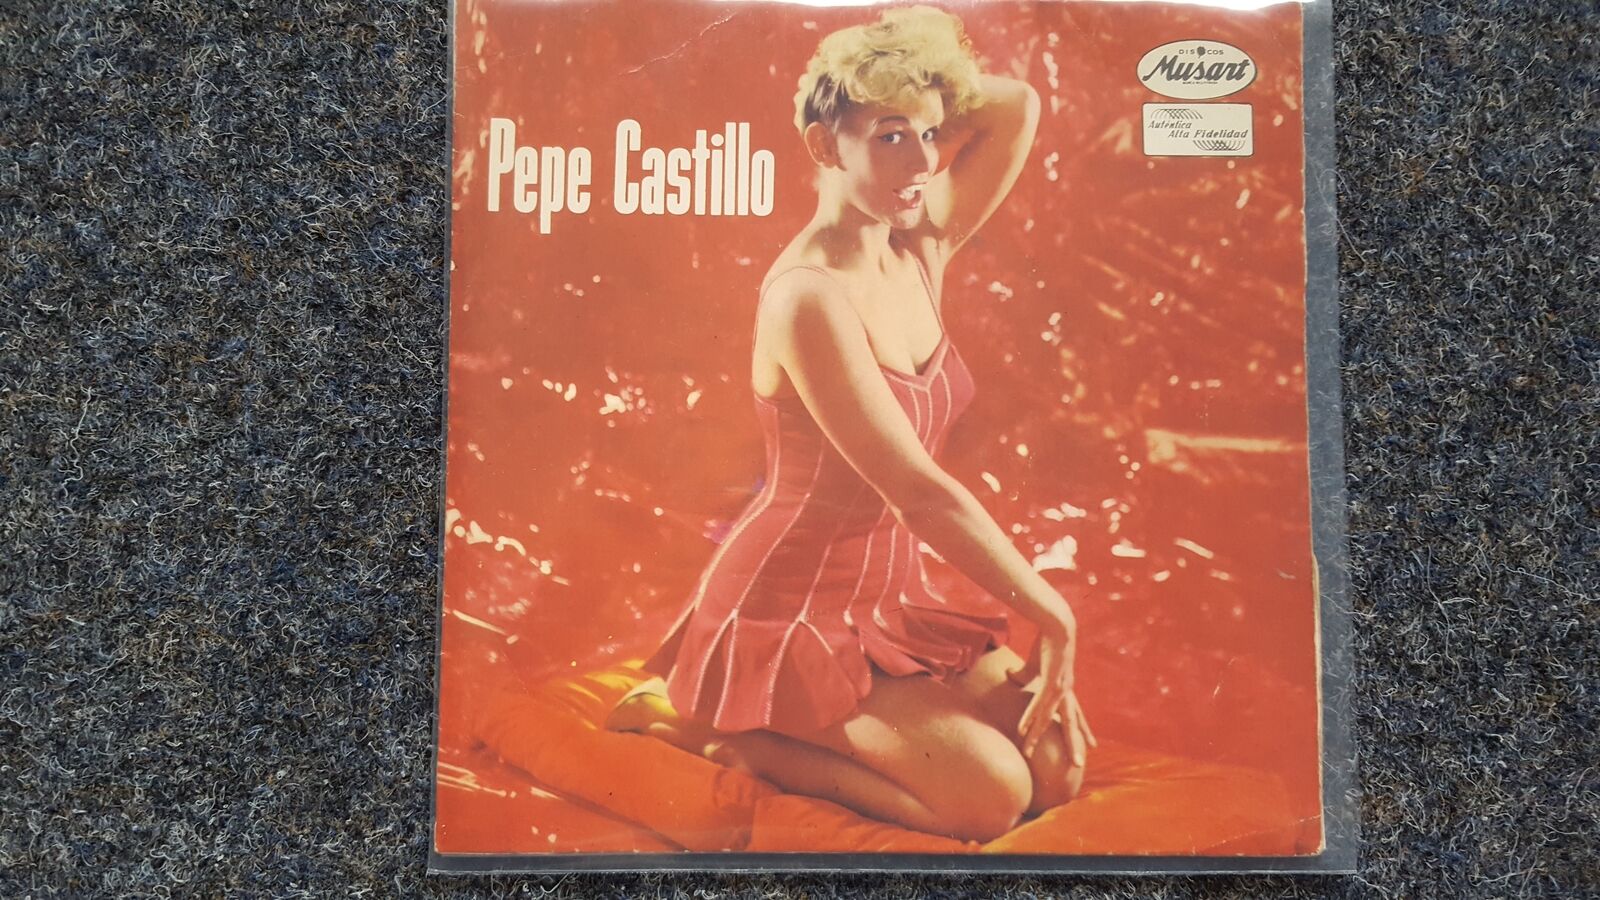 Pepe Castillo
DISCOS
Musart
Auténtica
Alta Fidelidad